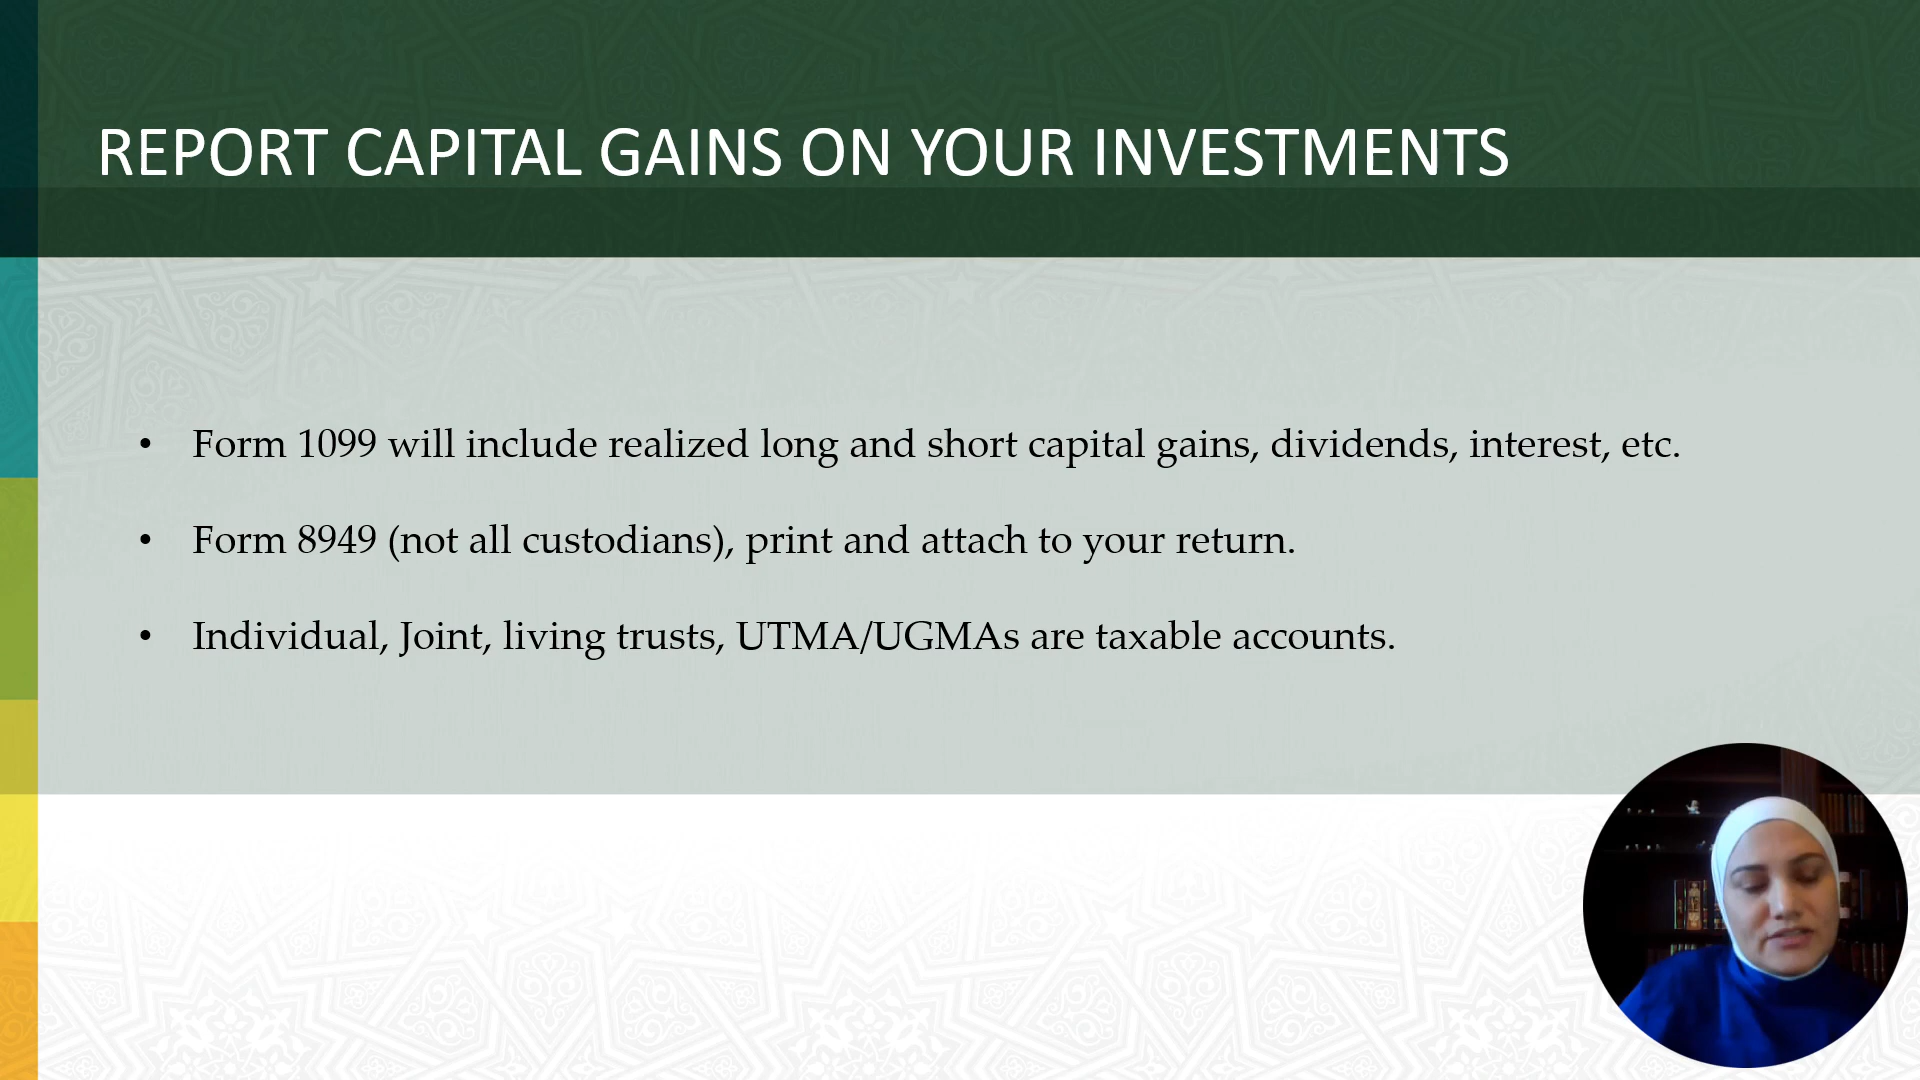 REPORT CAPITAL GAINS ON YOUR INVESTMENTS
• Form 1099 will include realized long and short capital gains, dividends, interest, etc.
• Form 8949 (not all custodians), print and attach to your return.
• Individual, Joint, living trusts, UTMA/UGMAs are taxable accounts.